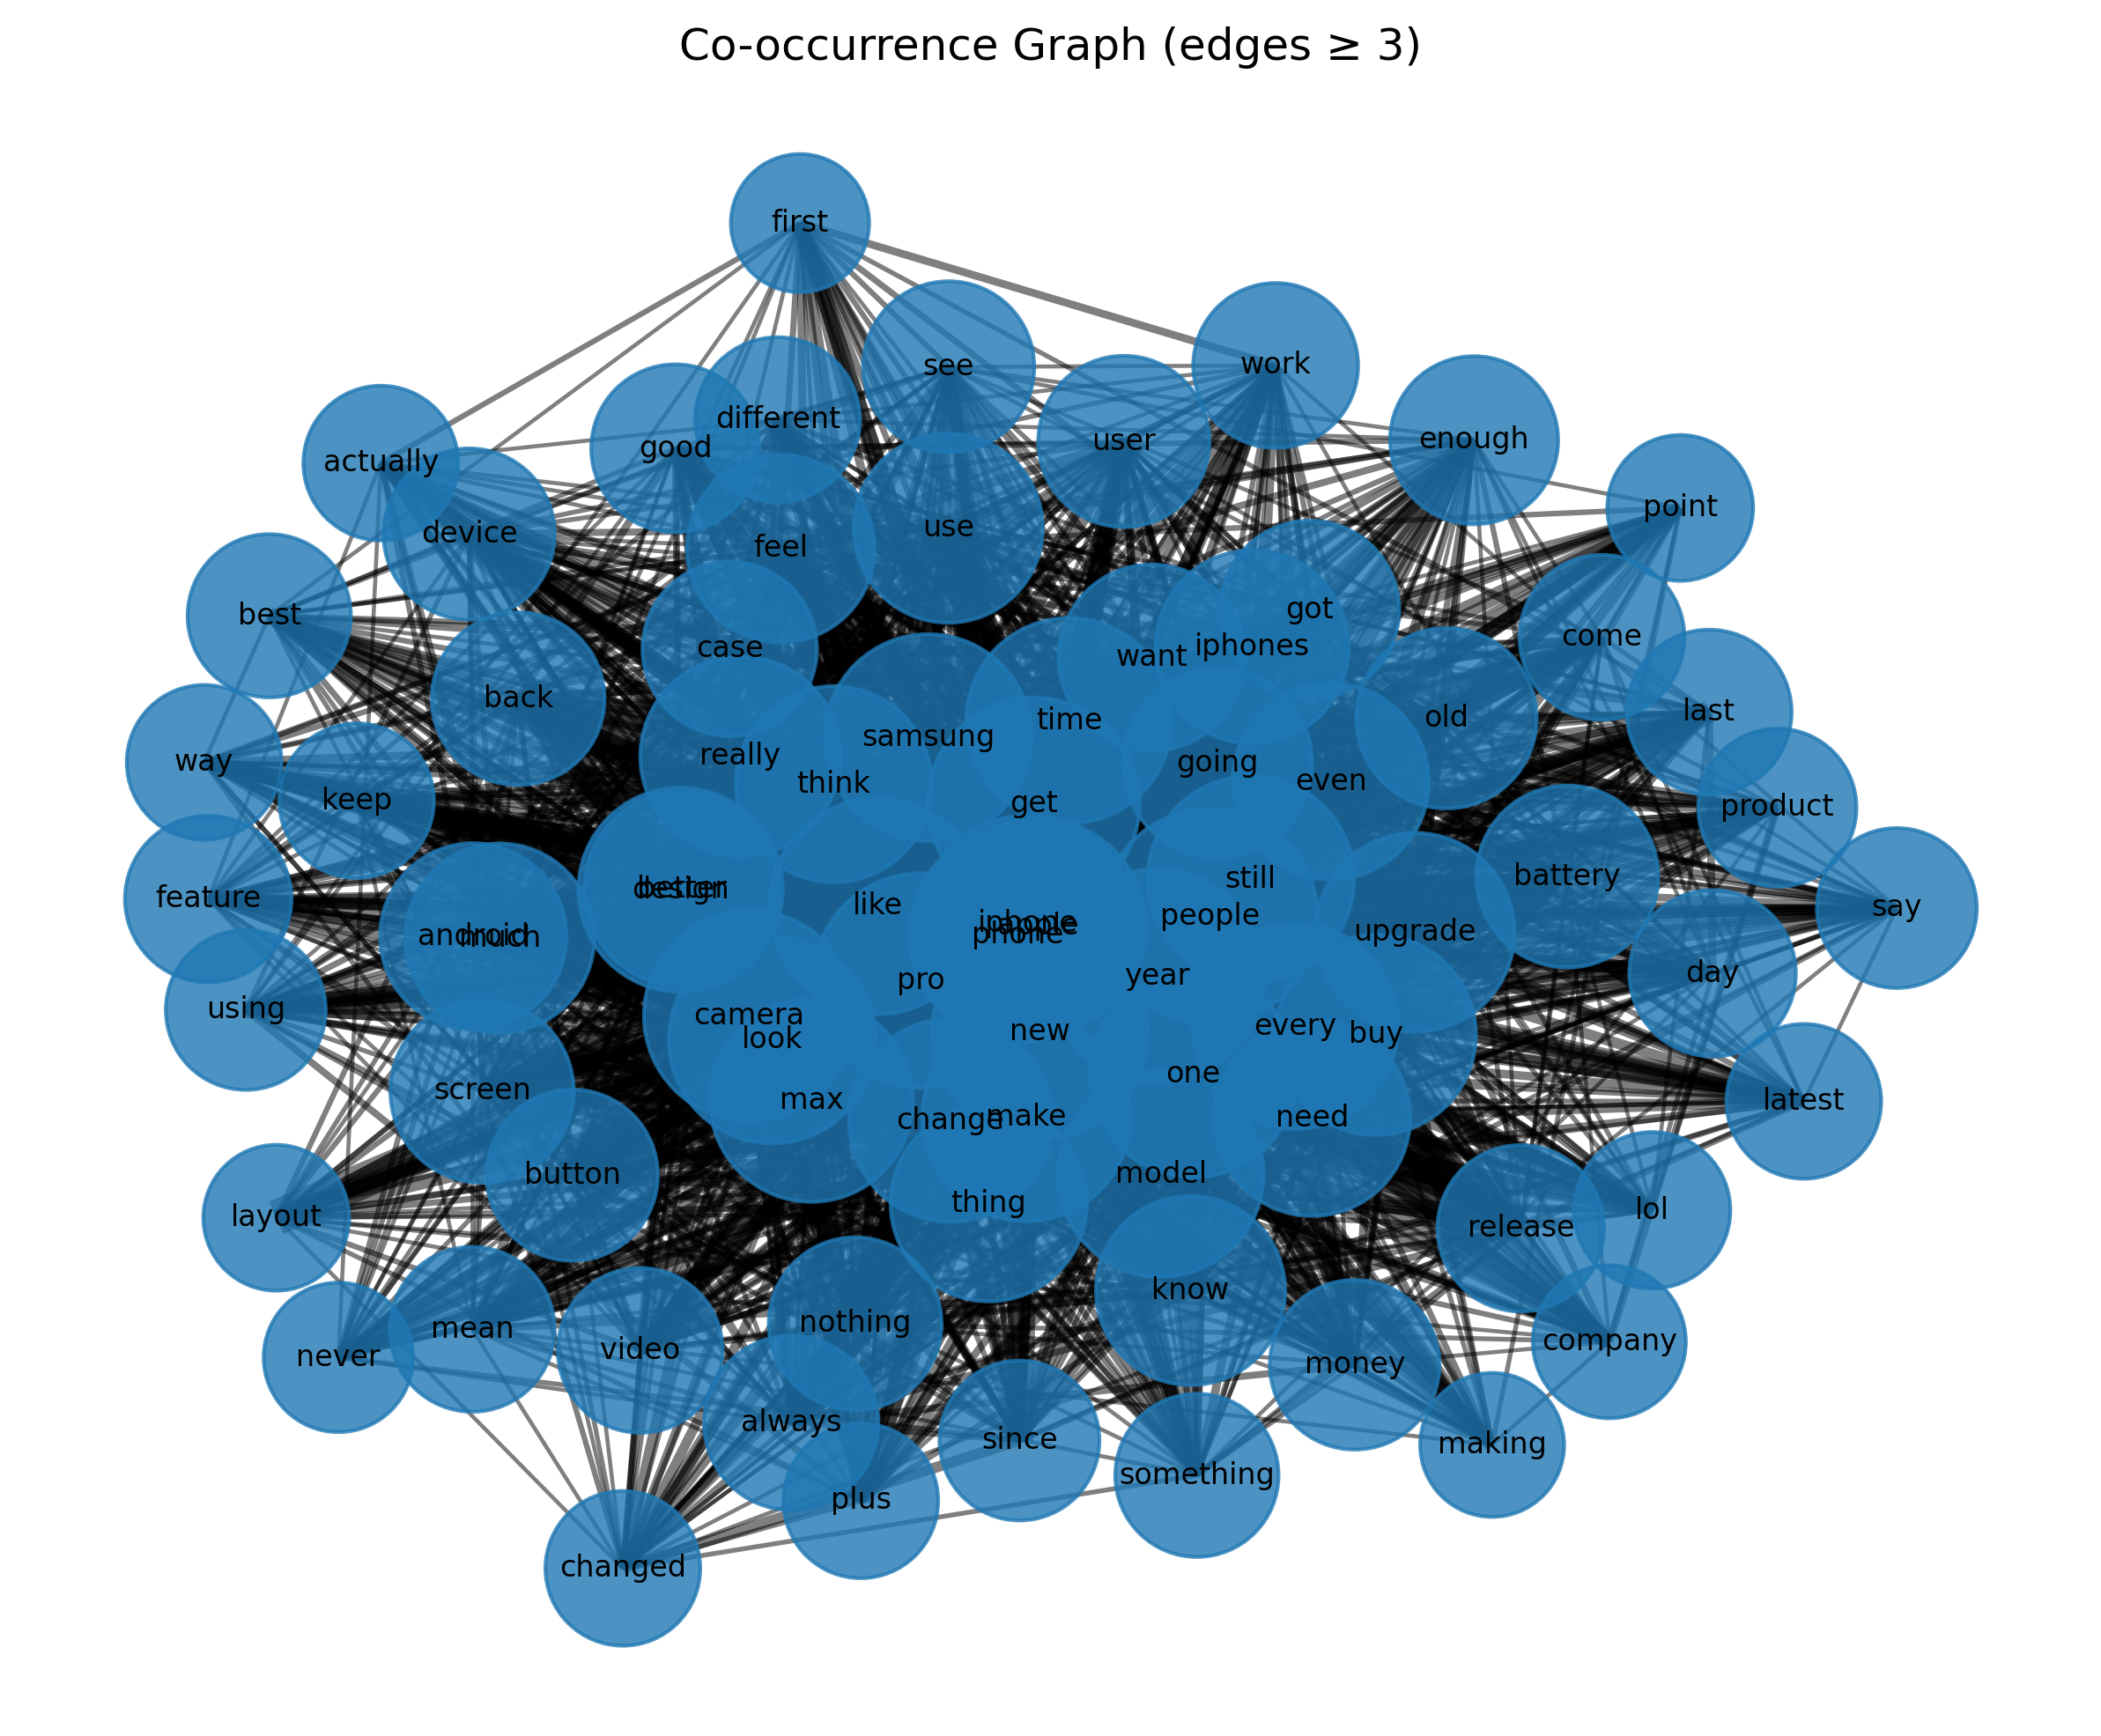 Co-occurrence Graph (edges ≥ 3)
first
see
work
different
user
enough
good
actually
point
use
device
feel
got
best
come
iphones
case
want
back
last
old
time
samsung
really
way
going
even
think
keep
get
product
battery
still
better
design
feature
like
say
people
iphone
apple
phone
upgrade
android
much
day
year
pro
using
camera
every
new
buy
look
one
screen
max
latest
make
need
change
button
model
thing
lol
layout
release
know
nothing
mean
company
video
never
money
always
since
making
something
plus
changed